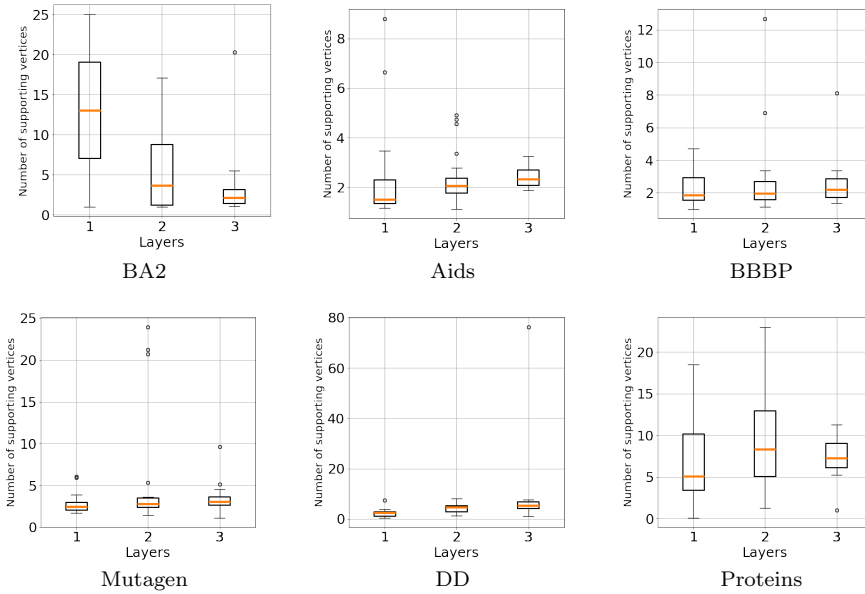 Number of supporting vertices
25
20
15
10
5
0
1 2 3
Layers
BA2
Number of supporting vertices
8
6
4
2
1 2 3
Layers
Aids
Number of supporting vertices
12
10
8
6
4
2
1 2 3
Layers
BBBP
Number of supporting vertices
25
20
15
10
5
0
1 2 3
Layers
Mutagen
Number of supporting vertices
80
60
40
20
0
1 2 3
Layers
DD
Number of supporting vertices
20
15
10
5
0
1 2 3
Layers
Proteins